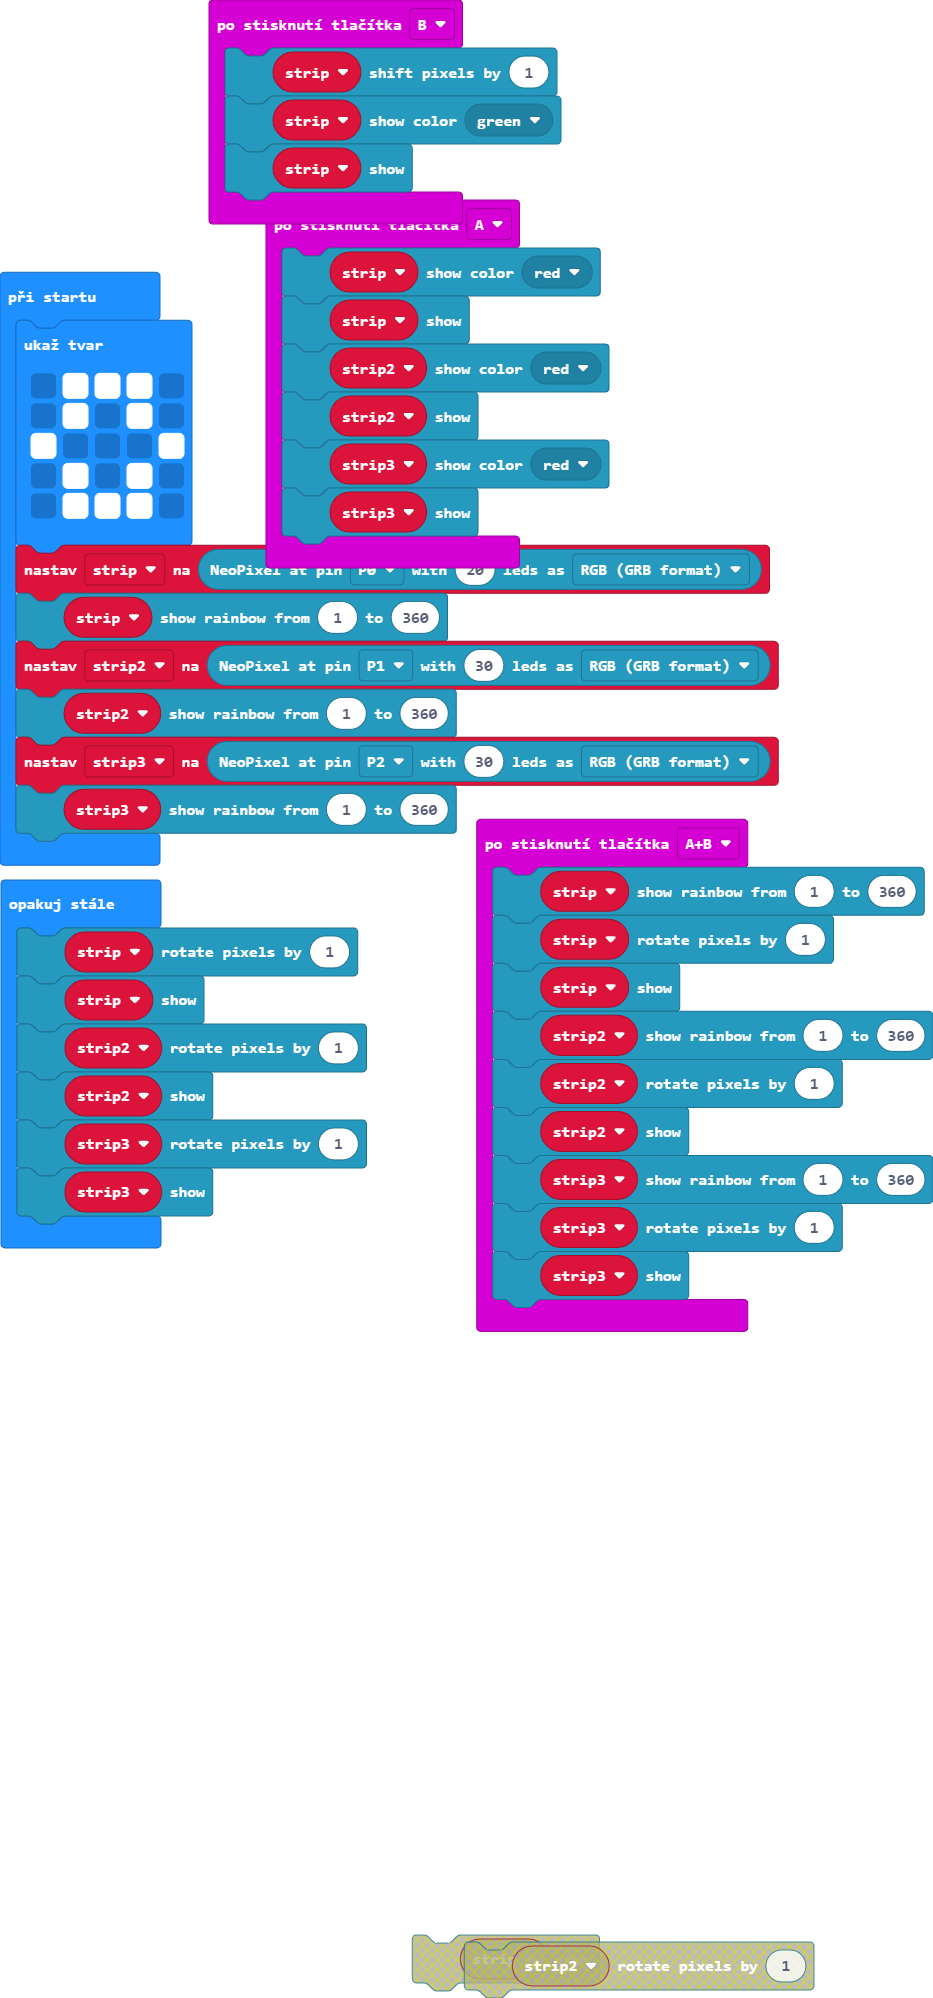 po stisknutí tlačítka B
strip shift pixels by 1
strip show color green
strip show
po stisknutí tlačítka A
strip show color red
strip show
strip2 show color red
strip2 show
strip3 show color red
strip3 show
při startu
ukaž tvar
nastav strip na NeoPixel at pin P0 with 20 leds as RGB (GRB format)
strip show rainbow from 1 to 360
nastav strip2 na NeoPixel at pin P1 with 30 leds as RGB (GRB format)
strip2 show rainbow from 1 to 360
nastav strip3 na NeoPixel at pin P2 with 30 leds as RGB (GRB format)
strip3 show rainbow from 1 to 360
po stisknutí tlačítka A+B
strip show rainbow from 1 to 360
strip rotate pixels by 1
strip show
strip2 show rainbow from 1 to 360
strip2 rotate pixels by 1
strip2 show
strip3 show rainbow from 1 to 360
strip3 rotate pixels by 1
strip3 show
opakuj stále
strip rotate pixels by 1
strip show
strip2 rotate pixels by 1
strip2 show
strip3 rotate pixels by 1
strip3 show
strip2 rotate pixels by 1